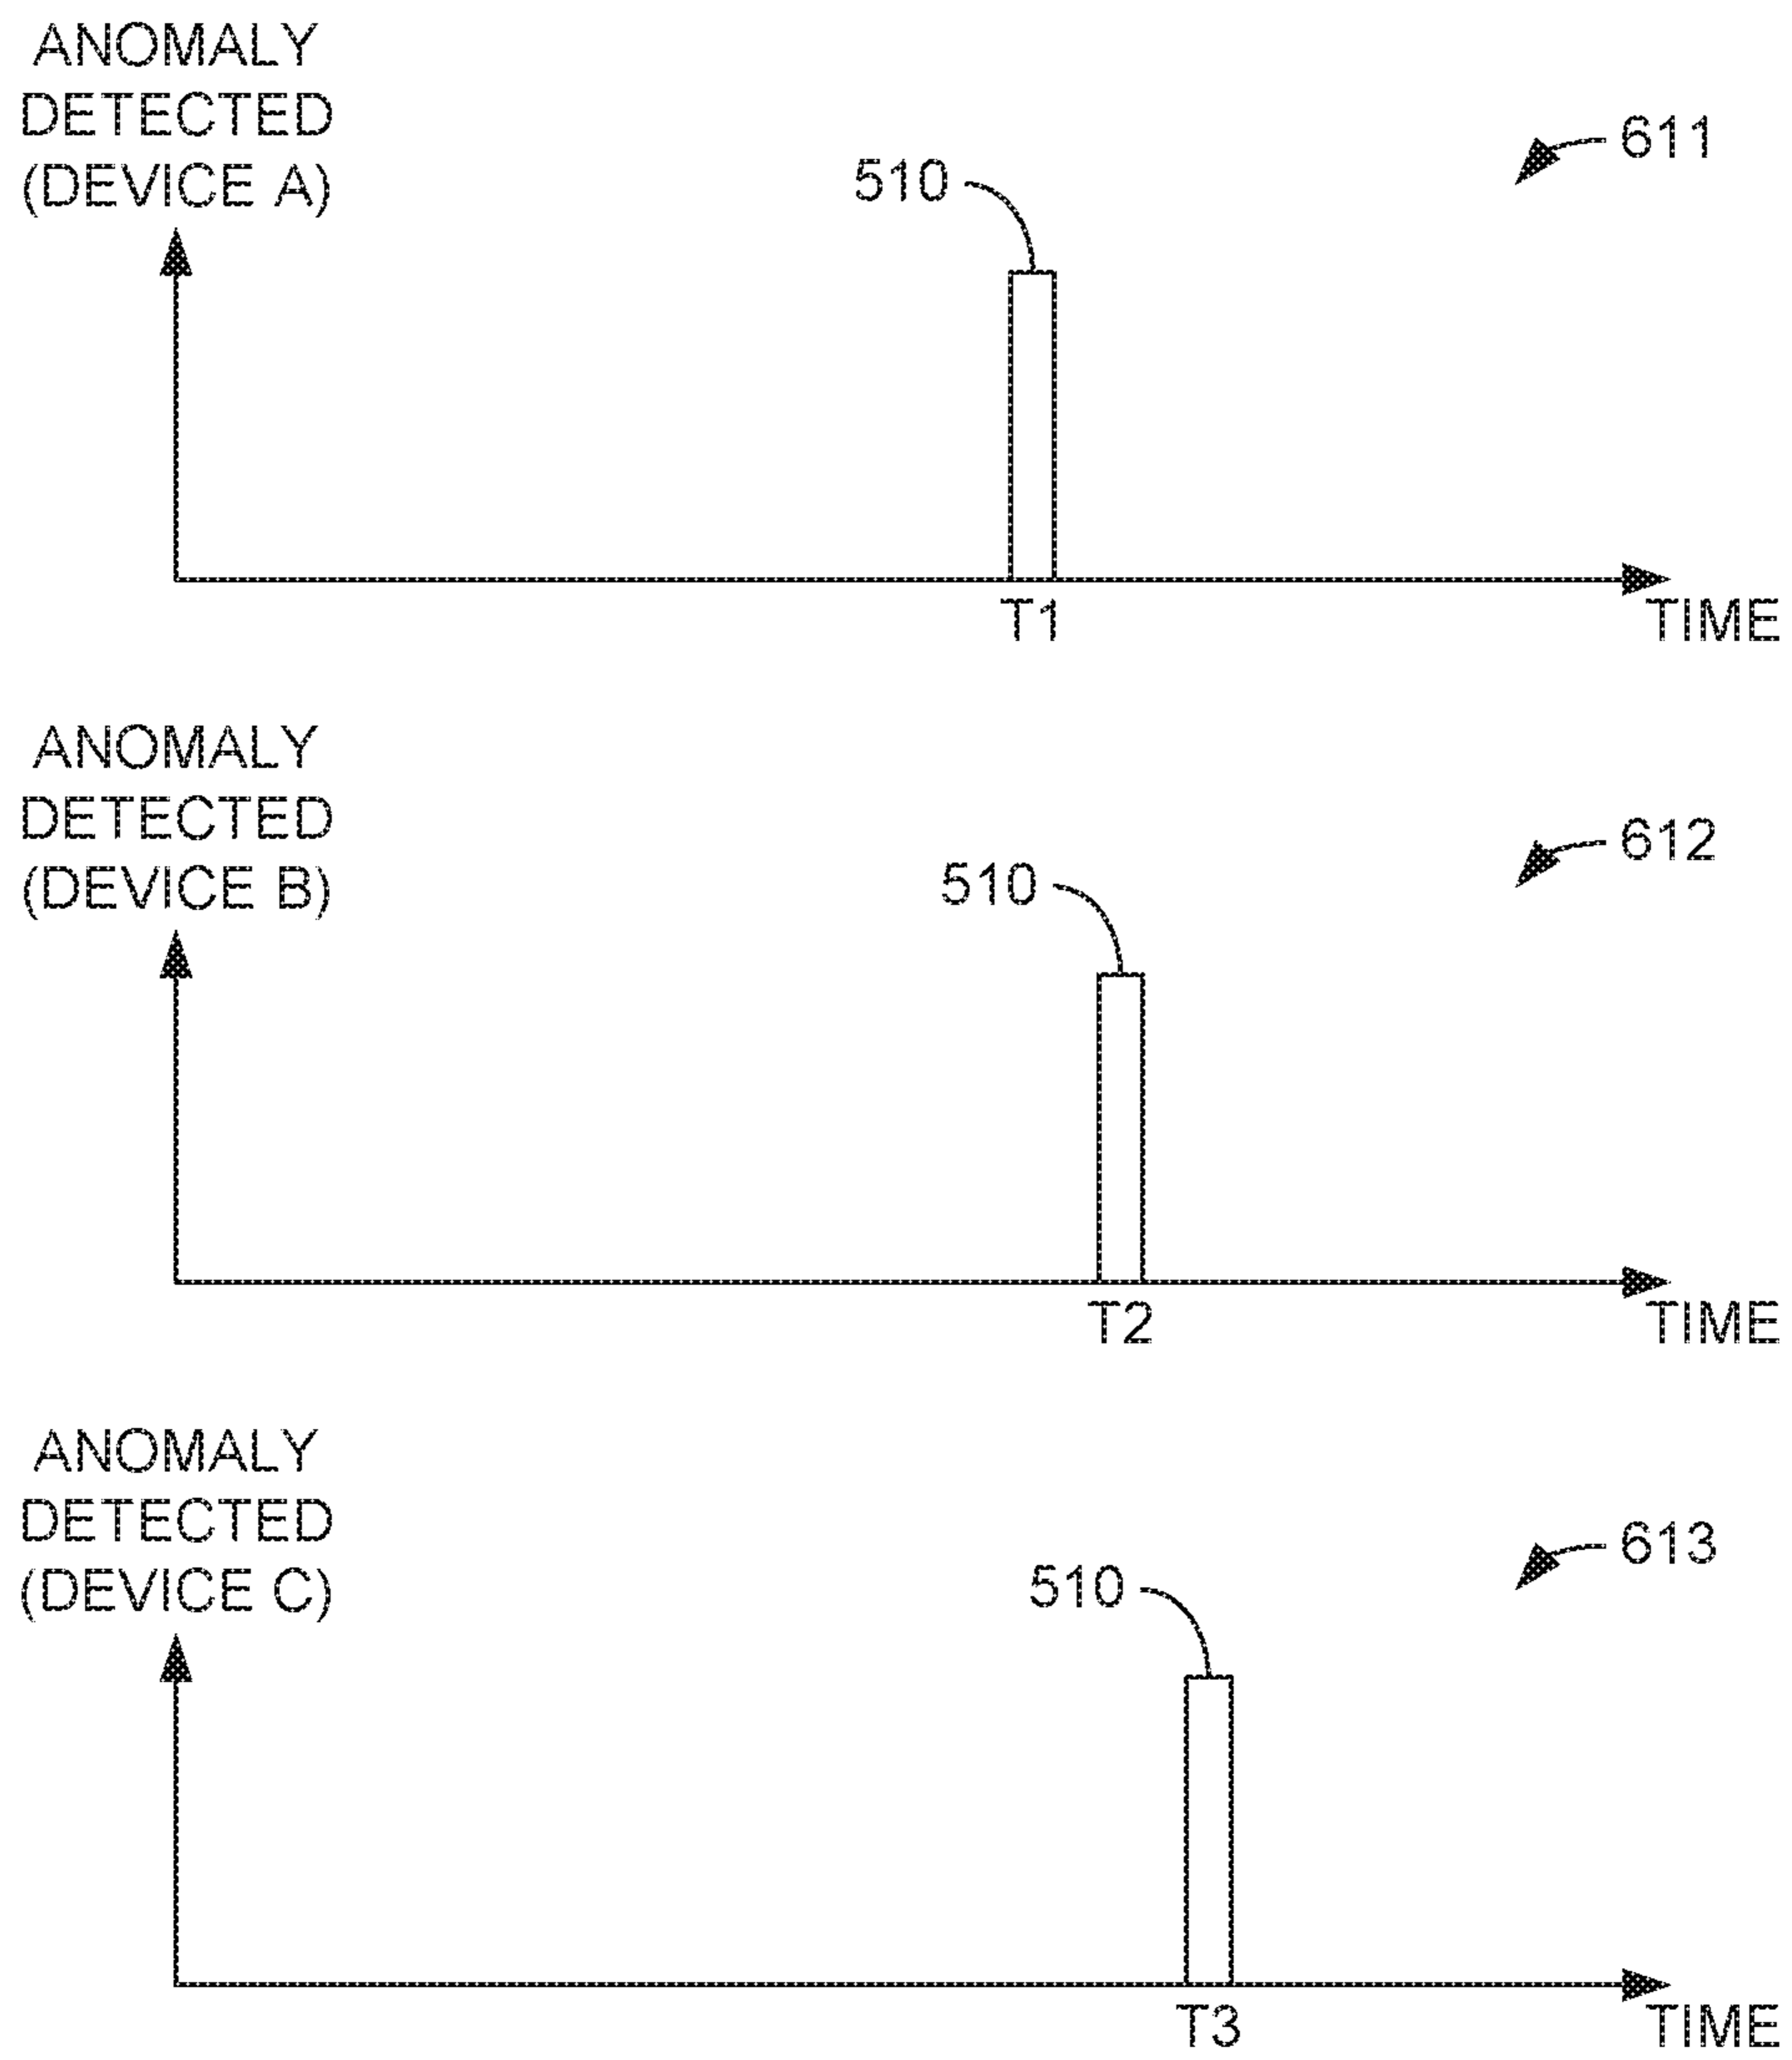 ANOMALY
DETECTED
(DEVICE A)
510
611
T1
TIME
ANOMALY
DETECTED
(DEVICE B)
510
612
T2
TIME
ANOMALY
DETECTED
(DEVICE C)
510
613
T3
TIME